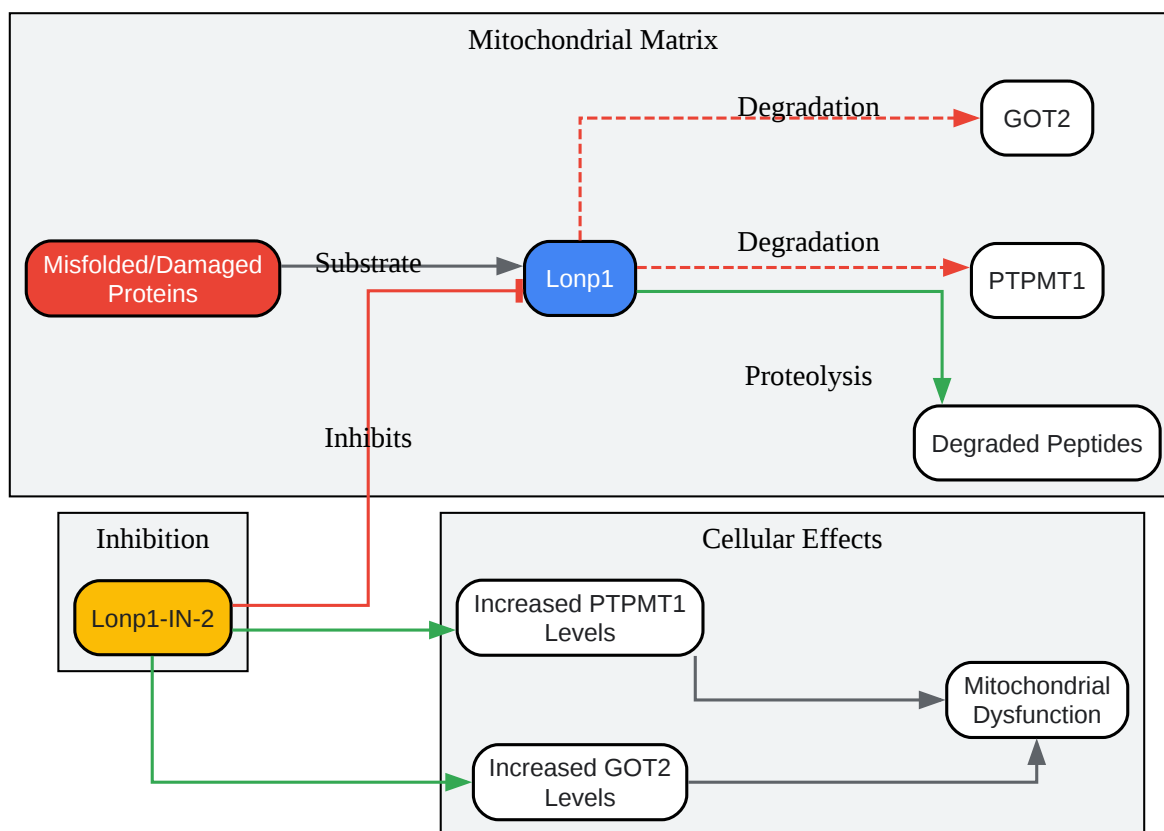 Mitochondrial Matrix
Degradation
GOT2
Misfolded/Damaged
Proteins
Substrate
Lonp1
Degradation
PTPMT1
Proteolysis
Inhibits
Degraded Peptides
Inhibition
Lonp1-IN-2
Cellular Effects
Increased PTPMT1
Levels
Mitochondrial
Dysfunction
Increased GOT2
Levels